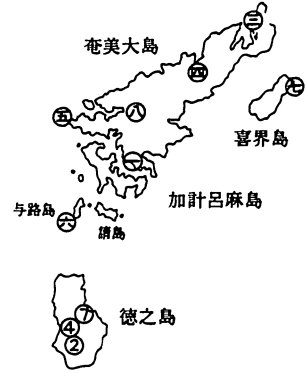 三
奄美大島
四
七
五
八
喜界島
一
加計呂麻島
与路島
六
請島
徳之島
⑦
④
②